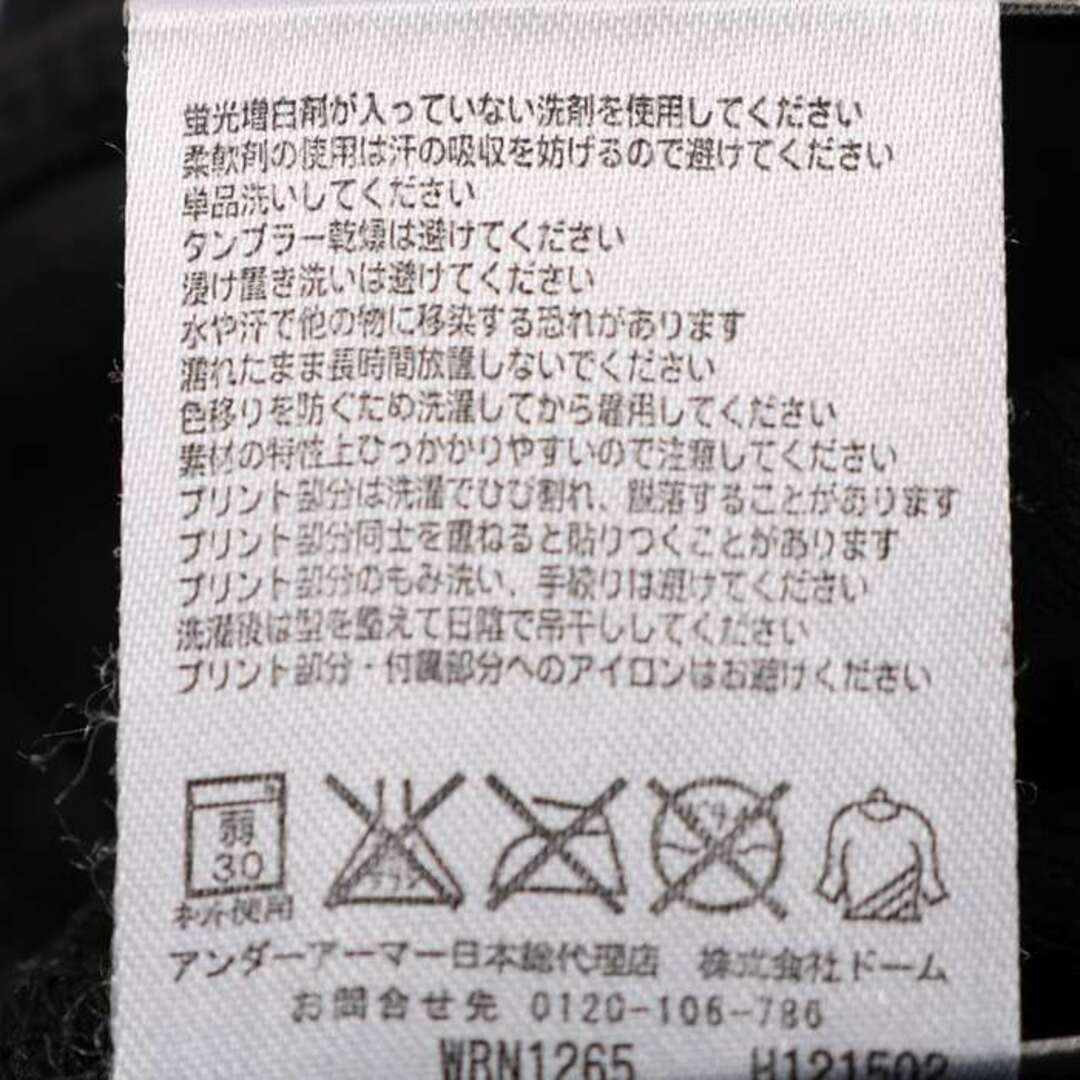 蛍光増白剤が入っていない洗剤を使用してください
柔軟剤の使用は汗の吸収を妨げるので避けてください
単品洗いしてください
タンブラー乾燥は避けてください
浸け置き洗いは避けてください
水や汗で他の物に移染する恐れがあります
濡れたまま長時間放置しないでください
色移りを防ぐため洗濯してから着用してください
素材の特性上ひっかかりやすいので注意してください
プリント部分は洗濯でひび割れ、脱落することがあります
プリント部分同士を重ねると貼りつくことがあります
プリント部分のもみ洗い、手絞りは避けてください
洗濯後は型を整えて日陰で吊干ししてください
プリント部分・付属部分へのアイロンはお避けください
弱
30
エンソ
ドライ
ネット使用
アンダーアーマー日本総代理店 株式会社ドーム
お問合せ先 0120-106-786
WRN1265 H121502